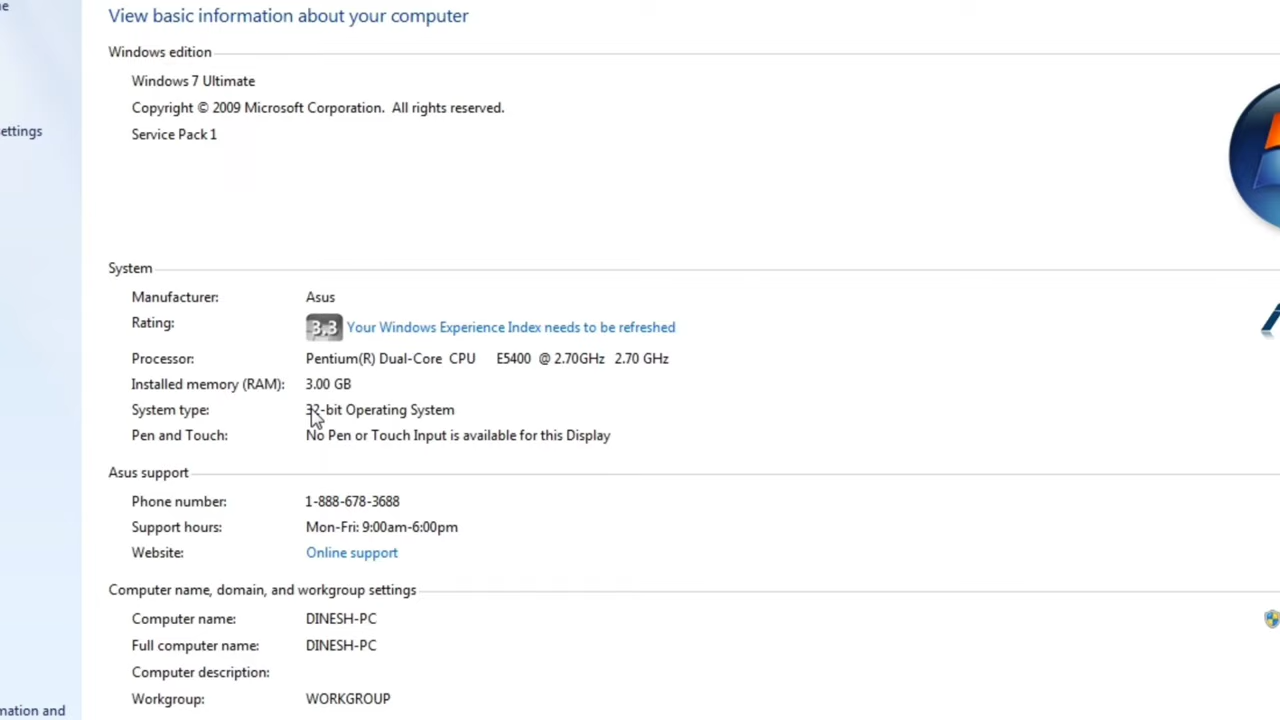 View basic information about your computer
Windows edition
Windows 7 Ultimate
Copyright © 2009 Microsoft Corporation. All rights reserved.
ettings
Service Pack 1
System
Manufacturer: Asus
Rating: 3,3 Your Windows Experience Index needs to be refreshed
Processor: Pentium(R) Dual-Core CPU E5400 @ 2.70GHz 2.70 GHz
Installed memory (RAM): 3.00 GB
System type: 32-bit Operating System
Pen and Touch: No Pen or Touch Input is available for this Display
Asus support
Phone number: 1-888-678-3688
Support hours: Mon-Fri: 9:00am-6:00pm
Website: Online support
Computer name, domain, and workgroup settings
Computer name: DINESH-PC
Full computer name: DINESH-PC
Computer description:
Workgroup: WORKGROUP
mation and